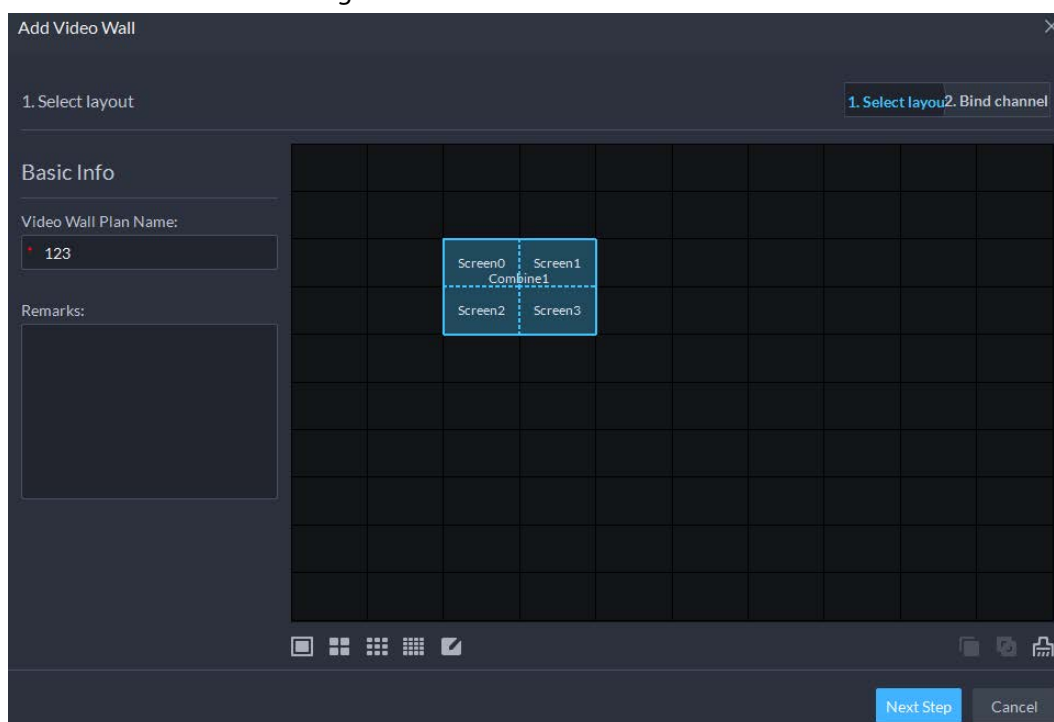 Add Video Wall
1. Select layout
1. Select layou 2. Bind channel
Basic Info
Video Wall Plan Name:
* 123
Screen0 Screen1
Combine1
Screen2 Screen3
Remarks:
Next Step Cancel